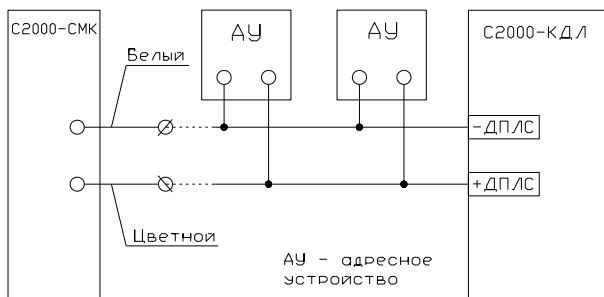 С2000-СМК
АУ
АУ
С2000-КДЛ
Белый
-ДПЛС
+ДПЛС
Цветной
АУ - адресное
устройство